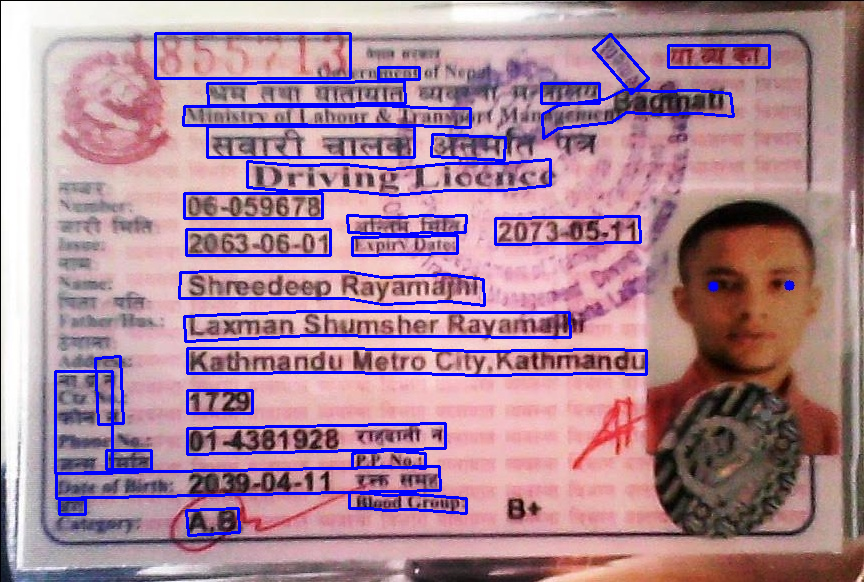 1855713
या व्य का.
नेपाल सरकार
Government of Nepal
श्रम तथा यातायात व्यवस्था मन्त्रालय
Bagmati
Ministry of Labour & Transport Management
सवारी चालक अनुमति पत्र
Driving Licence
नम्बर
Number: 06-059678
जारी मिति अन्तिम मिति
Issue: 2063-06-01 Expiry Date: 2073-05-11
नाम
Name: Shreedeep Rayamajhi
पिता पति
Father/Hus.: Laxman Shumsher Rayamajhi
ठेगाना
Address: Kathmandu Metro City,Kathmandu
ना प्र न
Ctz No.: 1729
फोन न
Phone No.: 01-4381928 राहदानी न
जन्म मिति P.P. No.:
Date of Birth: 2039-04-11 रक्त समूह
वर्ग Blood Group: B+
Category: A,B